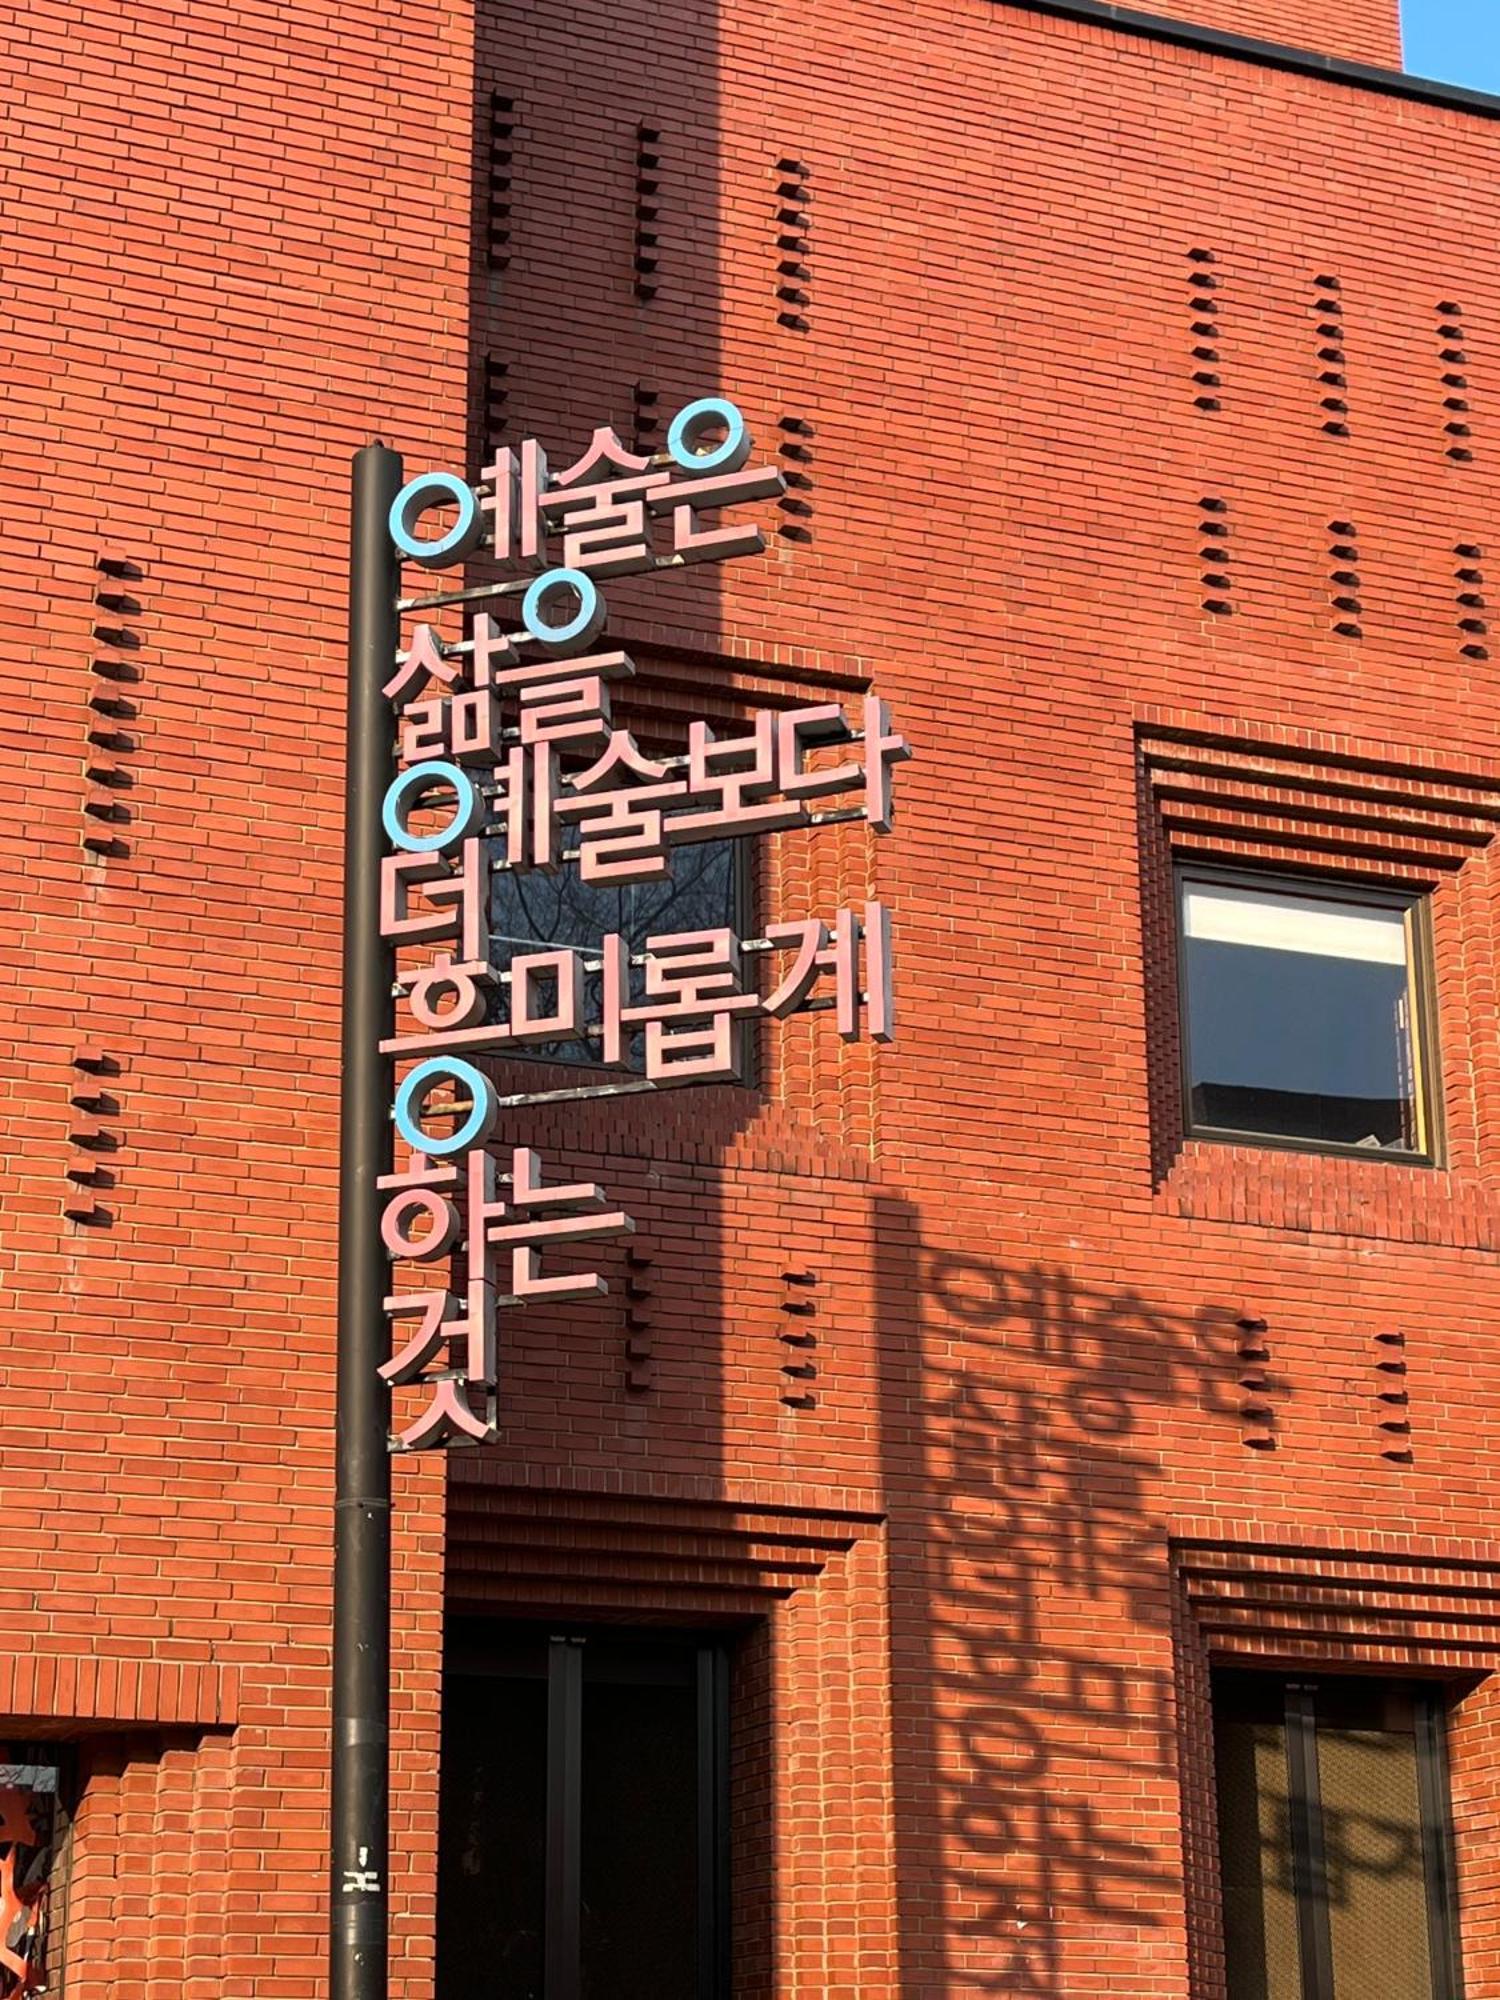 예술은
삶을
예술보다
더
흥미롭게
하는
것